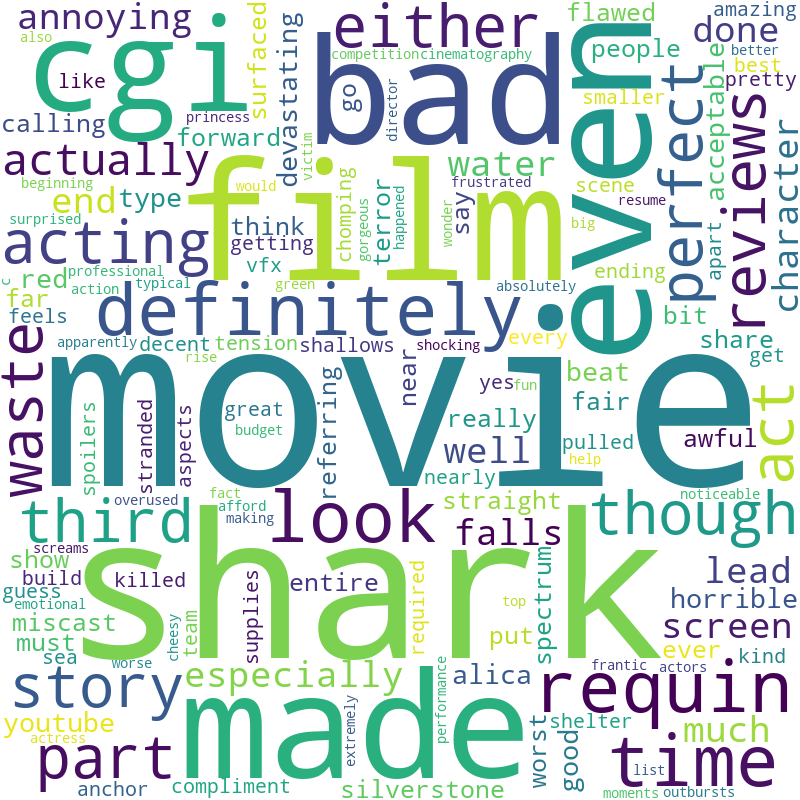 annoying
also
cgi
like
princess
calling
forward
surfaced
devastating
either
competition cinematography
go
director
bad
flawed
people
smaller
amazing
done
better
best
pretty
even
perfect
acceptable
reviews
character
actually
beginning
end
type
surprised
film
would
victim
chomping
gorgeous
happened
terror
water
frustrated
say
wonder
scene
resume
big
apart
ending
acting
think
getting
vfx
green
red
professional
c
action
typical
far
feels
absolutely
bit
share
get
definitely
apparently
decent
tension
shallows
shocking
every
rise
near
movie
waste
spoilers
stranded
aspects
great
budget
referring
yes
fun
beat
fair
really
well
pulled
help
nearly
awful
act
overused
fact
afford
making
third
look
straight
noticeable
though
falls
screams
show
build
killed
guess
emotional
miscast
must
team
supplies
entire
shark
required
top
put
spectrum
lead
horrible
screen
ever
kind
sea
worse
cheesy
especially
alica
frantic
actors
story
made
extremely
performance
worst
good
shelter
requin
much
youtube
actress
part
anchor
compliment
silverstone
time
list
moments
outbursts